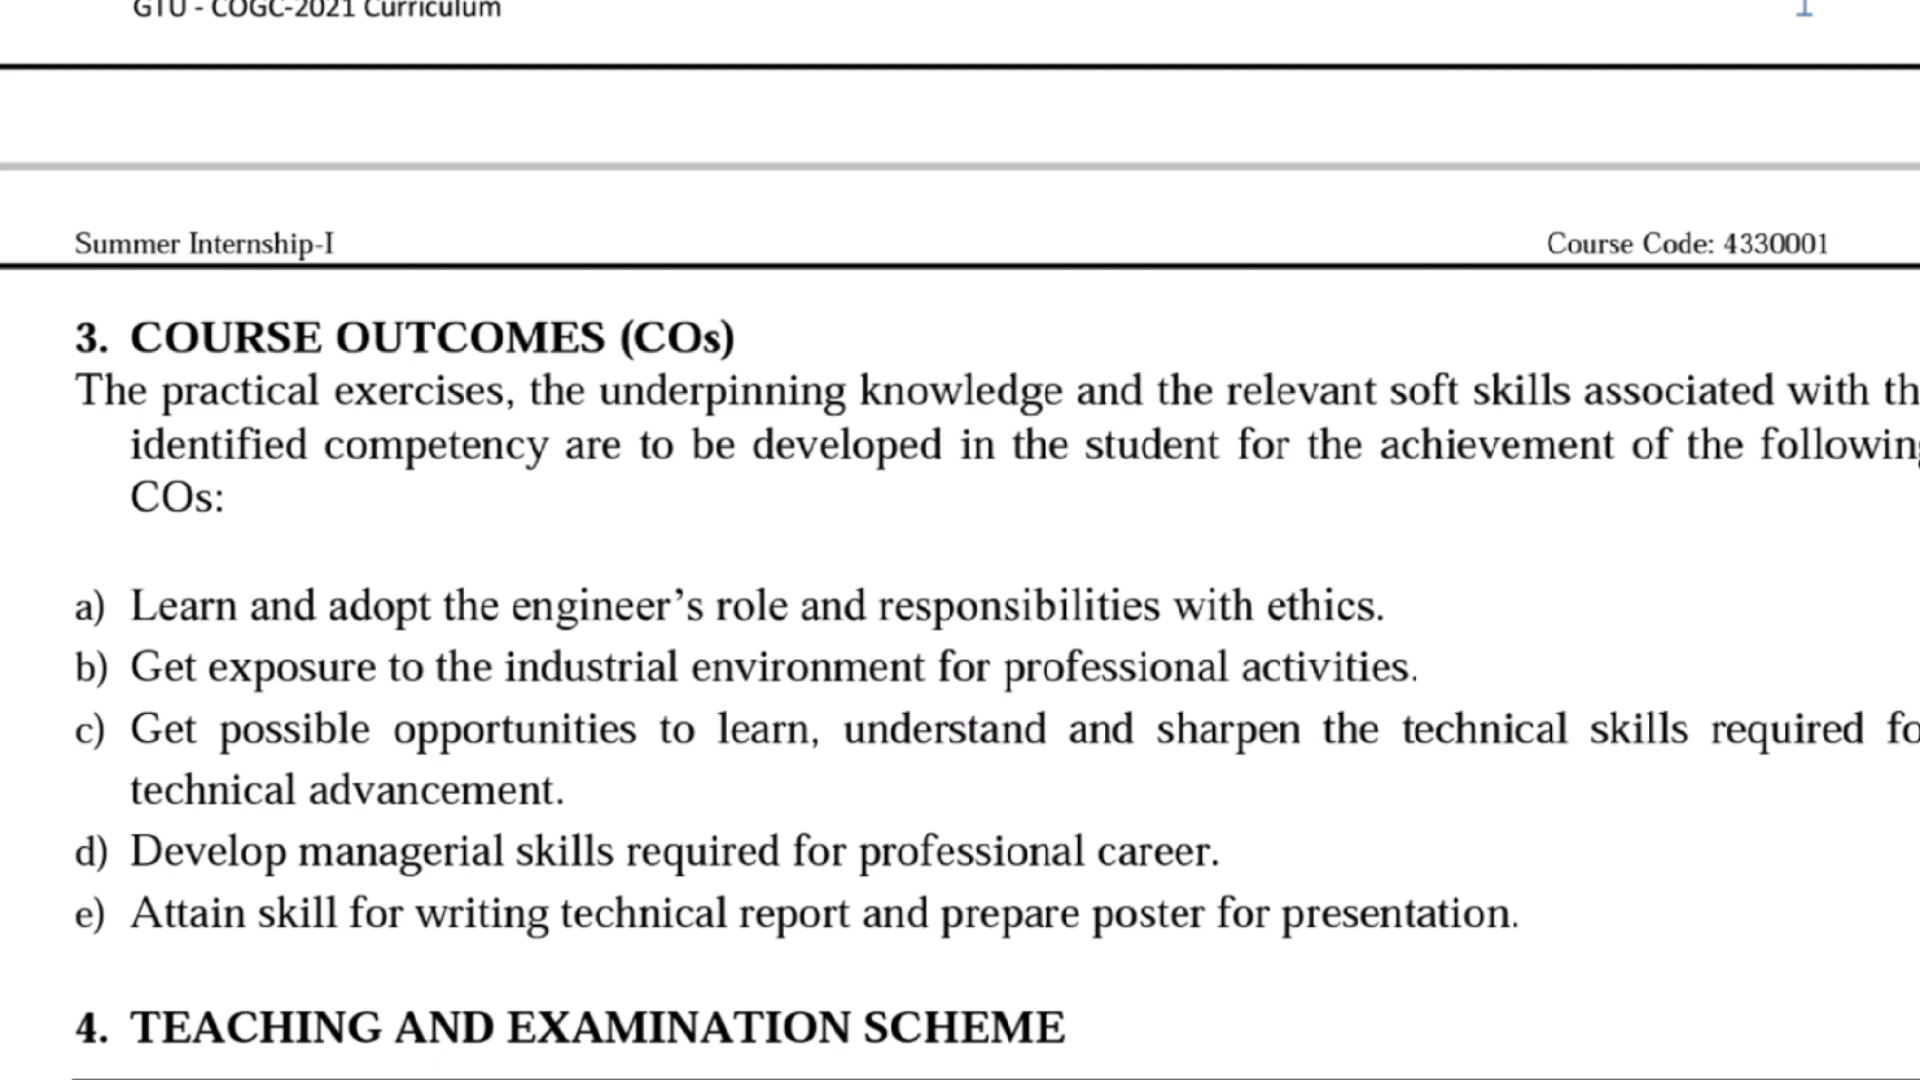 GTU - COGC-2021 Curriculum 1
Summer Internship-I Course Code: 4330001
3. COURSE OUTCOMES (COs)
The practical exercises, the underpinning knowledge and the relevant soft skills associated with th
identified competency are to be developed in the student for the achievement of the following
COs:
a) Learn and adopt the engineer’s role and responsibilities with ethics.
b) Get exposure to the industrial environment for professional activities.
c) Get possible opportunities to learn, understand and sharpen the technical skills required fo
technical advancement.
d) Develop managerial skills required for professional career.
e) Attain skill for writing technical report and prepare poster for presentation.
4. TEACHING AND EXAMINATION SCHEME